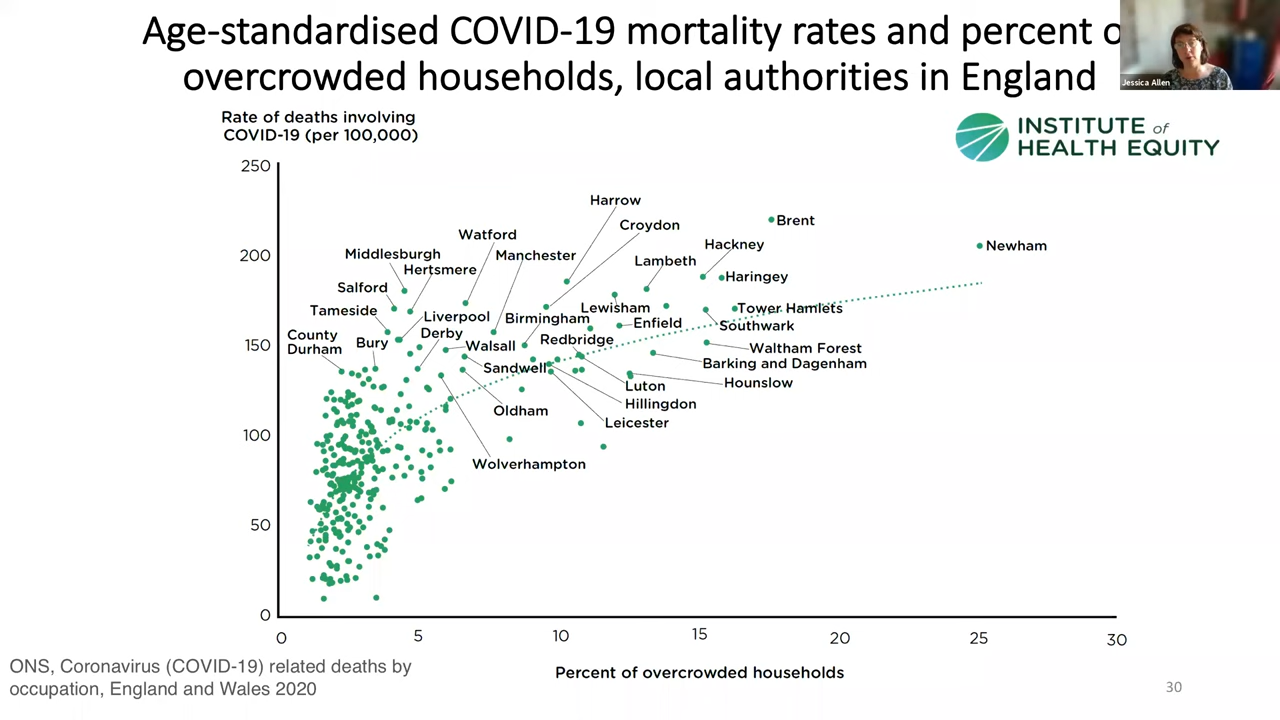 Age-standardised COVID-19 mortality rates and percent o
overcrowded households, local authorities in England
Jessica Allen
INSTITUTE of
HEALTH EQUITY
Rate of deaths involving
COVID-19 (per 100,000)
250
200
150
100
50
0
0
5
10
15
20
25
30
Harrow
Croydon
Brent
Watford
Hackney
Newham
Middlesburgh
Manchester
Lambeth
Hertsmere
Haringey
Salford
Tameside
Liverpool
Lewisham
Tower Hamlets
Birmingham
Enfield
Southwark
County
Durham
Bury
Derby
Walsall
Redbridge
Waltham Forest
Sandwell
Barking and Dagenham
Luton
Hounslow
Oldham
Hillingdon
Leicester
Wolverhampton
Percent of overcrowded households
ONS, Coronavirus (COVID-19) related deaths by
occupation, England and Wales 2020
30